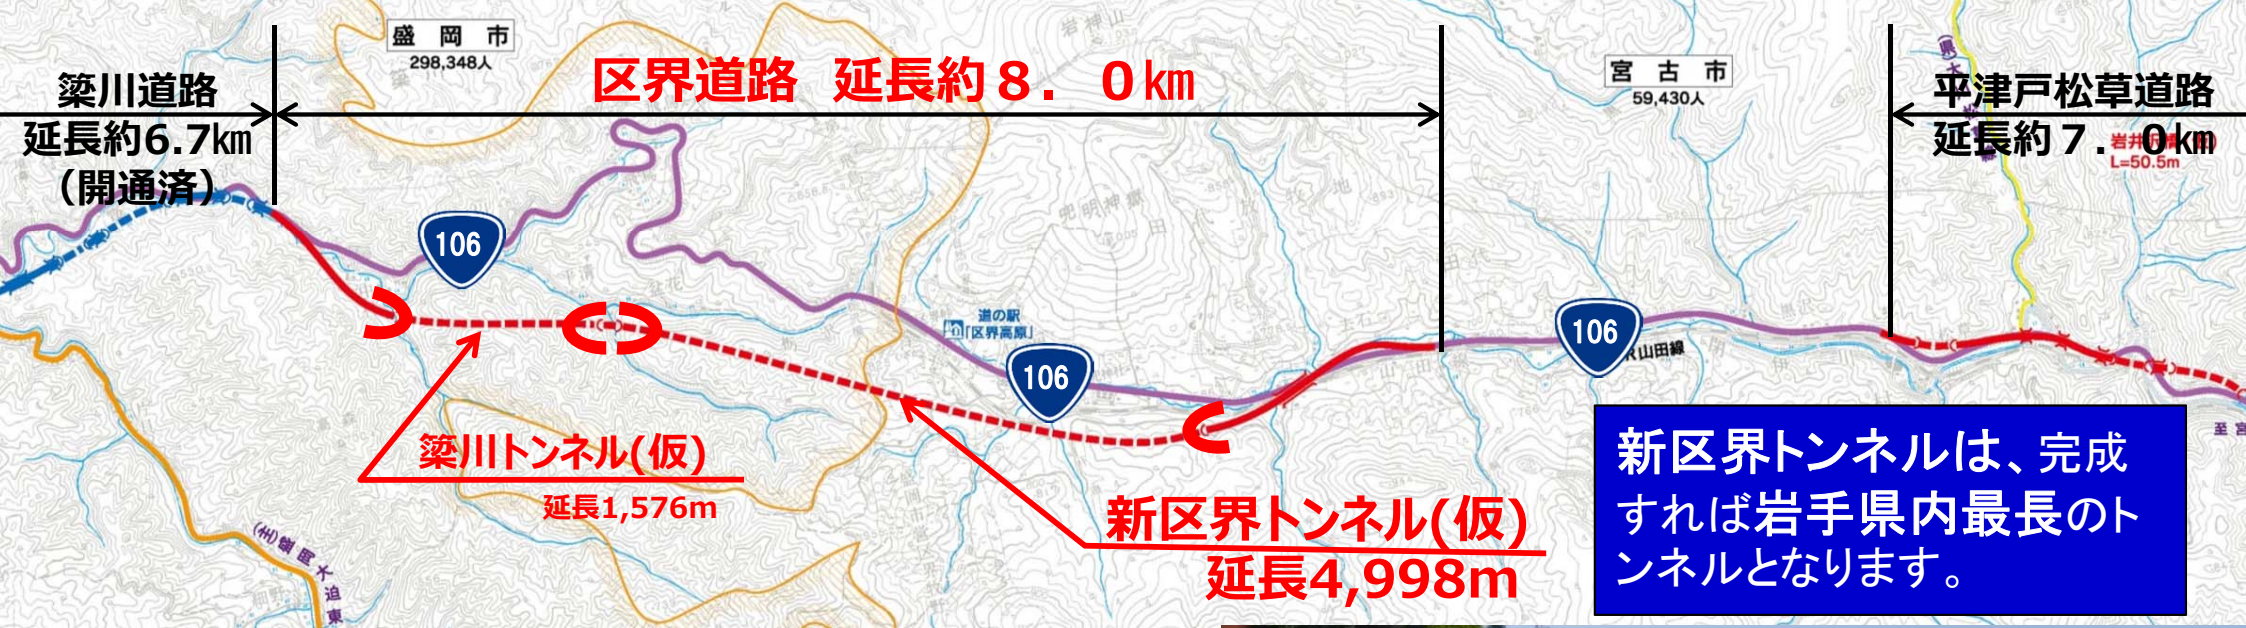 簗川道路
延長約6.7㎞
(開通済)
盛岡市
298,348人
区界道路 延長約８．０㎞
宮古市
59,430人
平津戸松草道路
延長約７．０㎞
L=50.5m
106
106
106
道の駅
「区界高原」
山田線
簗川トンネル(仮)
延長1,576m
新区界トンネル(仮)
延長4,998m
新区界トンネルは、完成
すれば岩手県内最長のト
ンネルとなります。